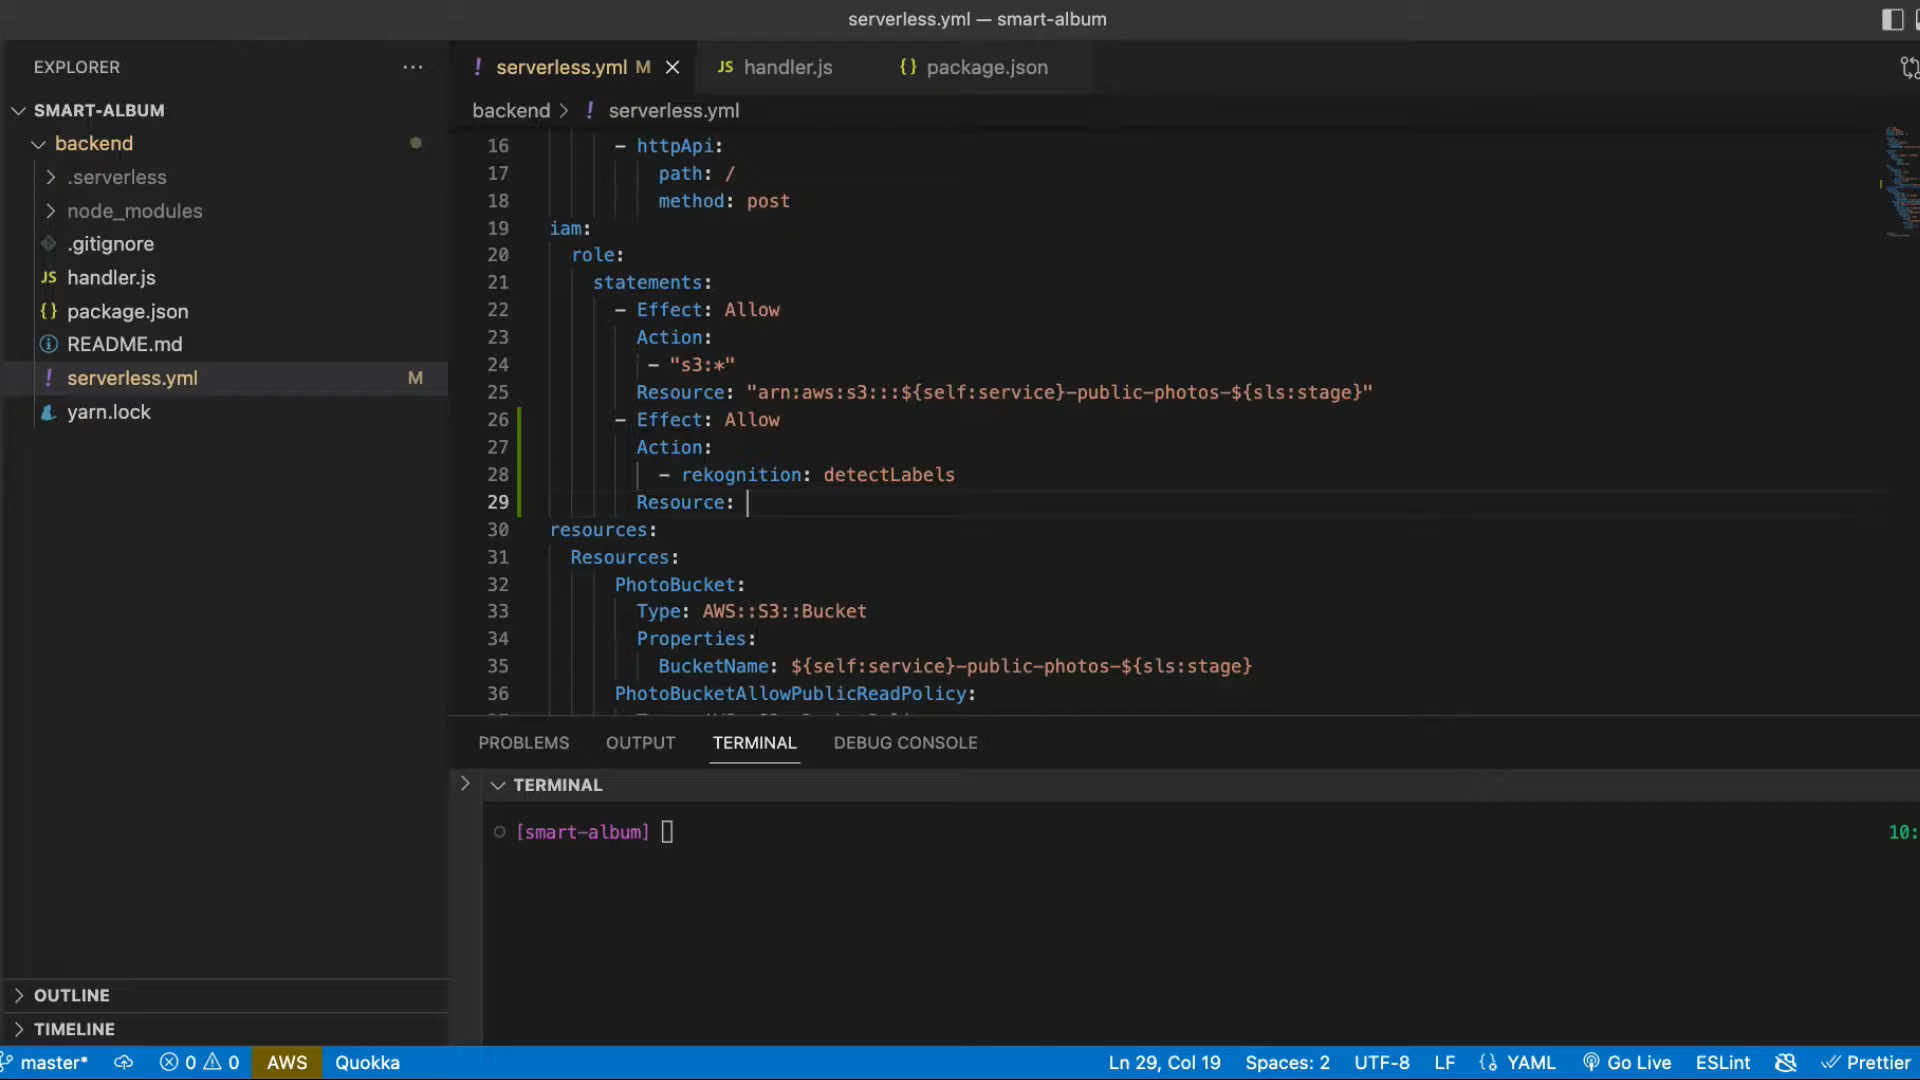 serverless.yml — smart-album
EXPLORER
SMART-ALBUM
backend
.serverless
node_modules
.gitignore
JS handler.js
{} package.json
README.md
! serverless.yml M
yarn.lock
OUTLINE
TIMELINE
! serverless.yml M
JS handler.js
{} package.json
backend > ! serverless.yml
16 - httpApi:
17 path: /
18 method: post
19 iam:
20 role:
21 statements:
22 - Effect: Allow
23 Action:
24 - "s3:*"
25 Resource: "arn:aws:s3:::${self:service}-public-photos-${sls:stage}"
26 - Effect: Allow
27 Action:
28 - rekognition: detectLabels
29 Resource:
30 resources:
31 Resources:
32 PhotoBucket:
33 Type: AWS::S3::Bucket
34 Properties:
35 BucketName: ${self:service}-public-photos-${sls:stage}
36 PhotoBucketAllowPublicReadPolicy:
PROBLEMS OUTPUT TERMINAL DEBUG CONSOLE
TERMINAL
[smart-album]
10:
master* 0 0 AWS Quokka Ln 29, Col 19 Spaces: 2 UTF-8 LF {} YAML Go Live ESLint Prettier